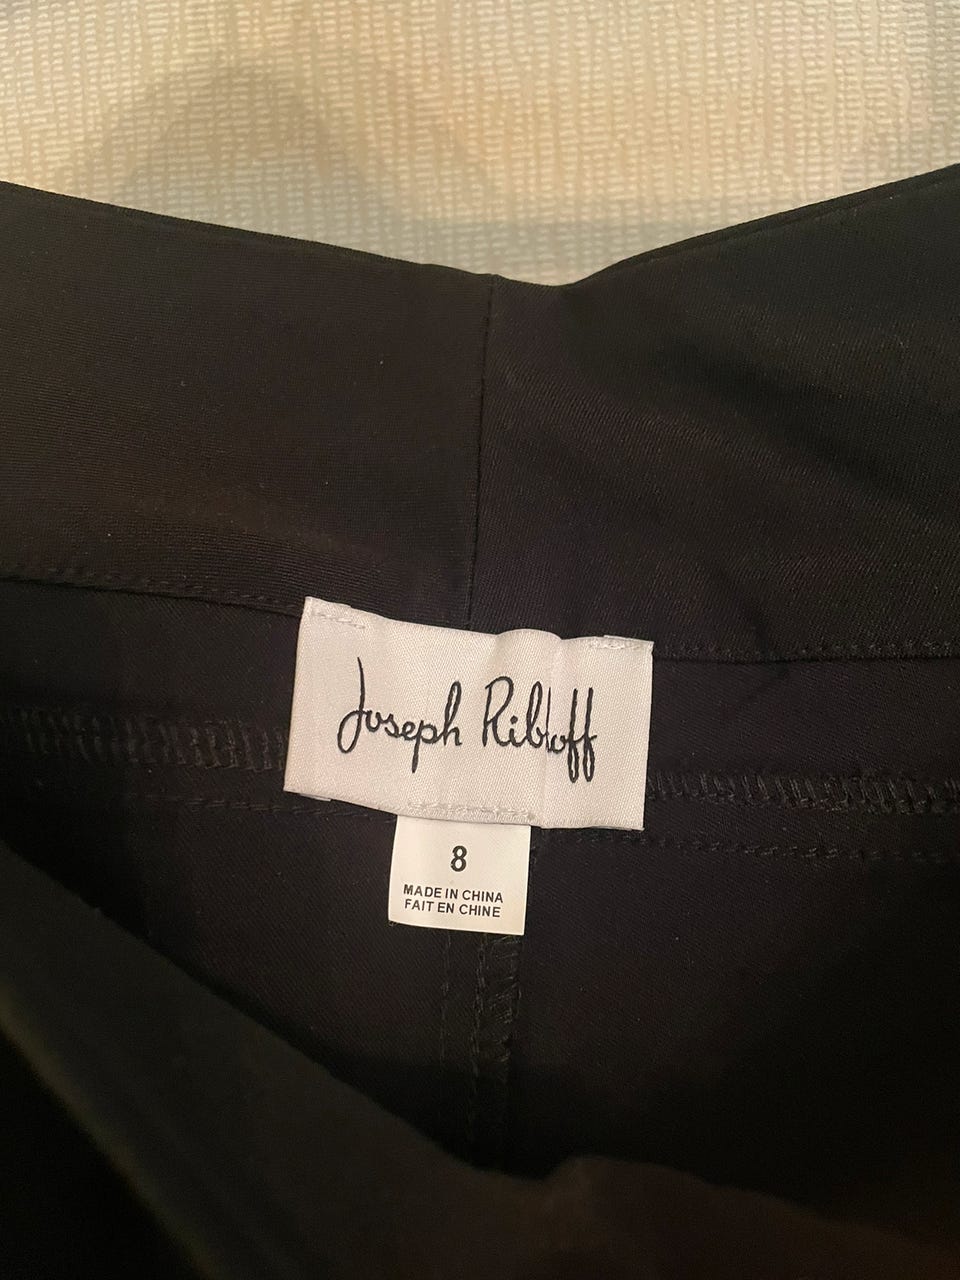 Joseph Ribkoff
8
MADE IN CHINA
FAIT EN CHINE